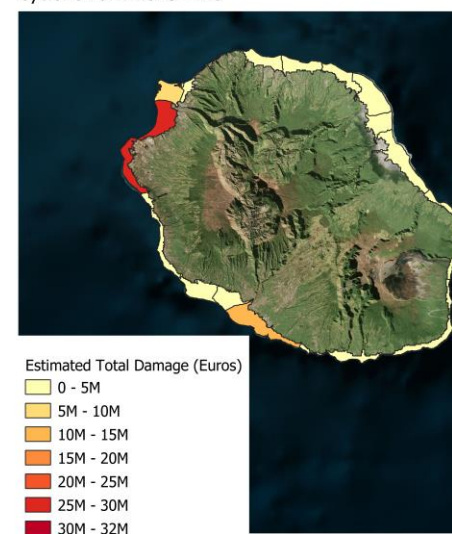 Estimated Total Damage (Euros)
0 - 5M
5M - 10M
10M - 15M
15M - 20M
20M - 25M
25M - 30M
30M - 32M